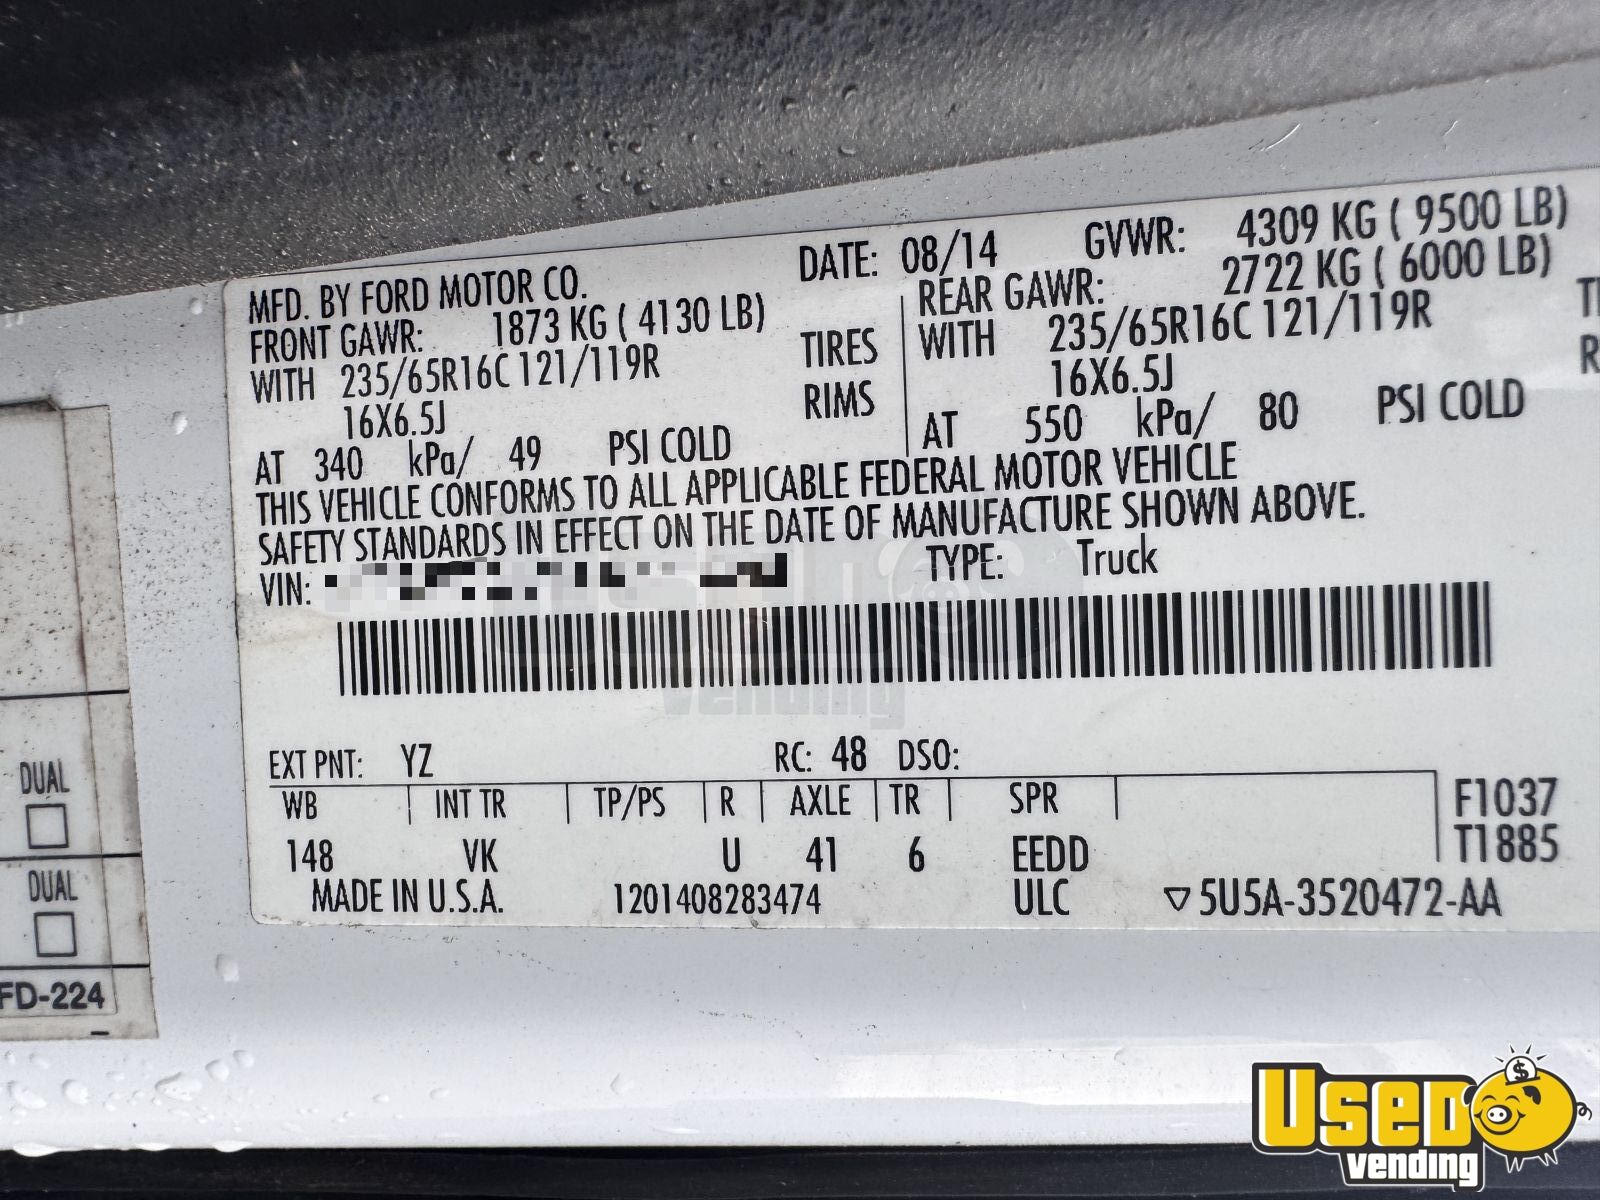 MFD. BY FORD MOTOR CO. DATE: 08/14 GVWR: 4309 KG ( 9500 LB)
FRONT GAWR: 1873 KG ( 4130 LB) REAR GAWR: 2722 KG ( 6000 LB)
WITH 235/65R16C 121/119R TIRES WITH 235/65R16C 121/119R
16X6.5J RIMS 16X6.5J
AT 340 kPa/ 49 PSI COLD AT 550 kPa/ 80 PSI COLD
THIS VEHICLE CONFORMS TO ALL APPLICABLE FEDERAL MOTOR VEHICLE
SAFETY STANDARDS IN EFFECT ON THE DATE OF MANUFACTURE SHOWN ABOVE.
VIN: TYPE: Truck
EXT PNT: YZ RC: 48 DSO:
WB INT TR TP/PS R AXLE TR SPR F1037
148 VK U 41 6 EEDD T1885
MADE IN U.S.A. 1201408283474 ULC ▽5U5A-3520472-AA
DUAL
DUAL
FD-224
vending
USED
vending
$